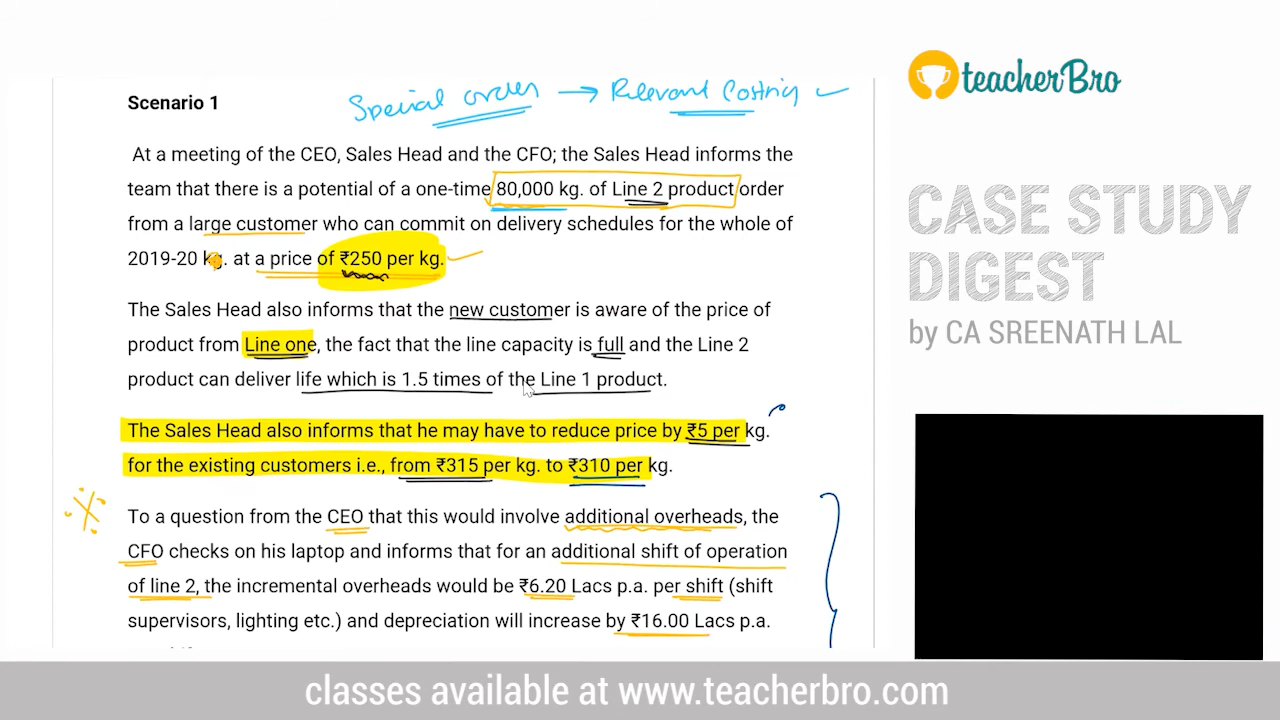 Scenario 1
Special order → Relevant Costing
At a meeting of the CEO, Sales Head and the CFO; the Sales Head informs the
team that there is a potential of a one-time 80,000 kg. of Line 2 product order
from a large customer who can commit on delivery schedules for the whole of
2019-20 kg. at a price of ₹250 per kg.
The Sales Head also informs that the new customer is aware of the price of
product from Line one, the fact that the line capacity is full and the Line 2
product can deliver life which is 1.5 times of the Line 1 product.
The Sales Head also informs that he may have to reduce price by ₹5 per kg.
for the existing customers i.e., from ₹315 per kg. to ₹310 per kg.
To a question from the CEO that this would involve additional overheads, the
CFO checks on his laptop and informs that for an additional shift of operation
of line 2, the incremental overheads would be ₹6.20 Lacs p.a. per shift (shift
supervisors, lighting etc.) and depreciation will increase by ₹16.00 Lacs p.a.
teacherBro
CASE STUDY
DIGEST
by CA SREENATH LAL
classes available at www.teacherbro.com